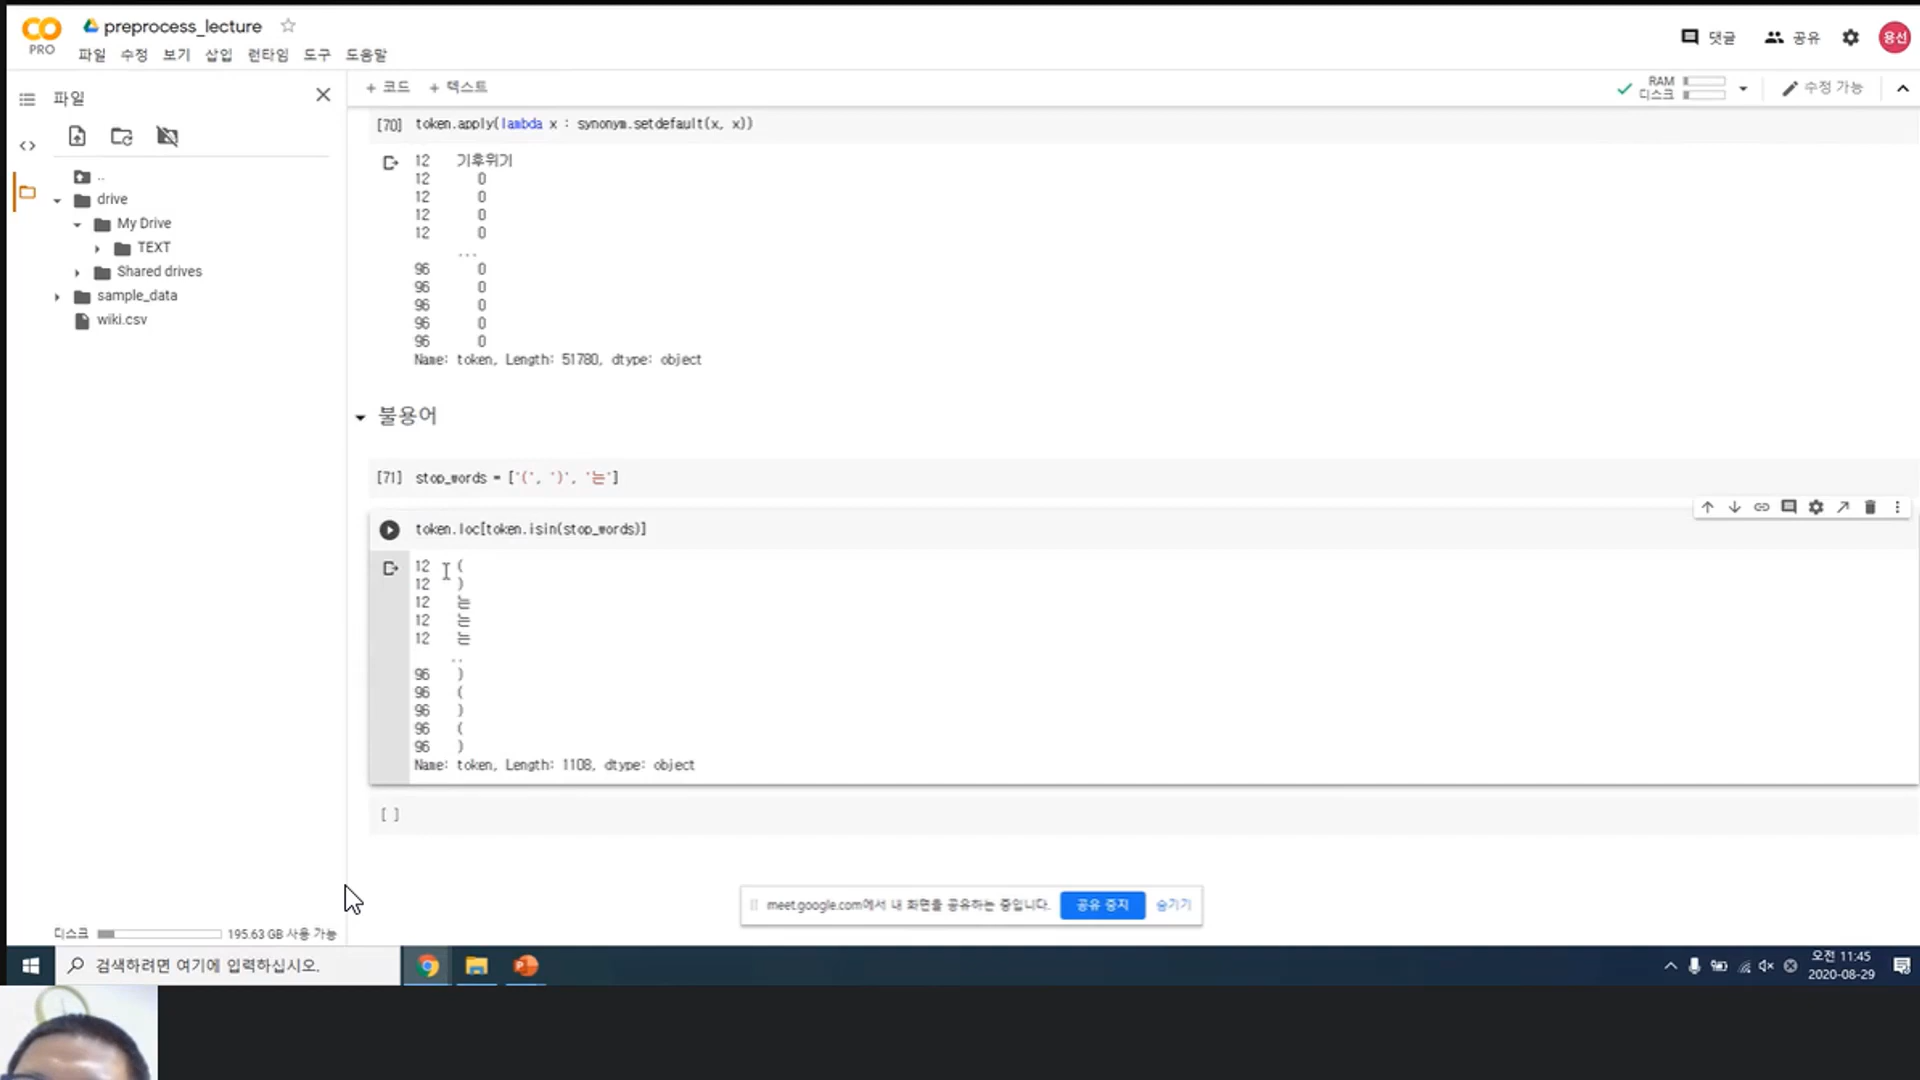 CO PRO
preprocess_lecture
파일 수정 보기 삽입 런타임 도구 도움말
댓글 공유 용선
파일
+ 코드 + 텍스트
RAM
디스크
수정 가능
..
drive
My Drive
TEXT
Shared drives
sample_data
wiki.csv
[70] token.apply(lambda x : synonym.setdefault(x, x))
12 기후위기
12 0
12 0
12 0
12 0
...
96 0
96 0
96 0
96 0
96 0
Name: token, Length: 51780, dtype: object
불용어
[71] stop_words = ['(', ')', '는']
token.loc[token.isin(stop_words)]
12 (
12 )
12 는
12 는
12 는
..
96 )
96 (
96 )
96 (
96 )
Name: token, Length: 1108, dtype: object
[ ]
meet.google.com에서 내 화면을 공유하는 중입니다. 공유 중지 숨기기
디스크 195.63 GB 사용 가능
검색하려면 여기에 입력하십시오.
오전 11:45
2020-08-29